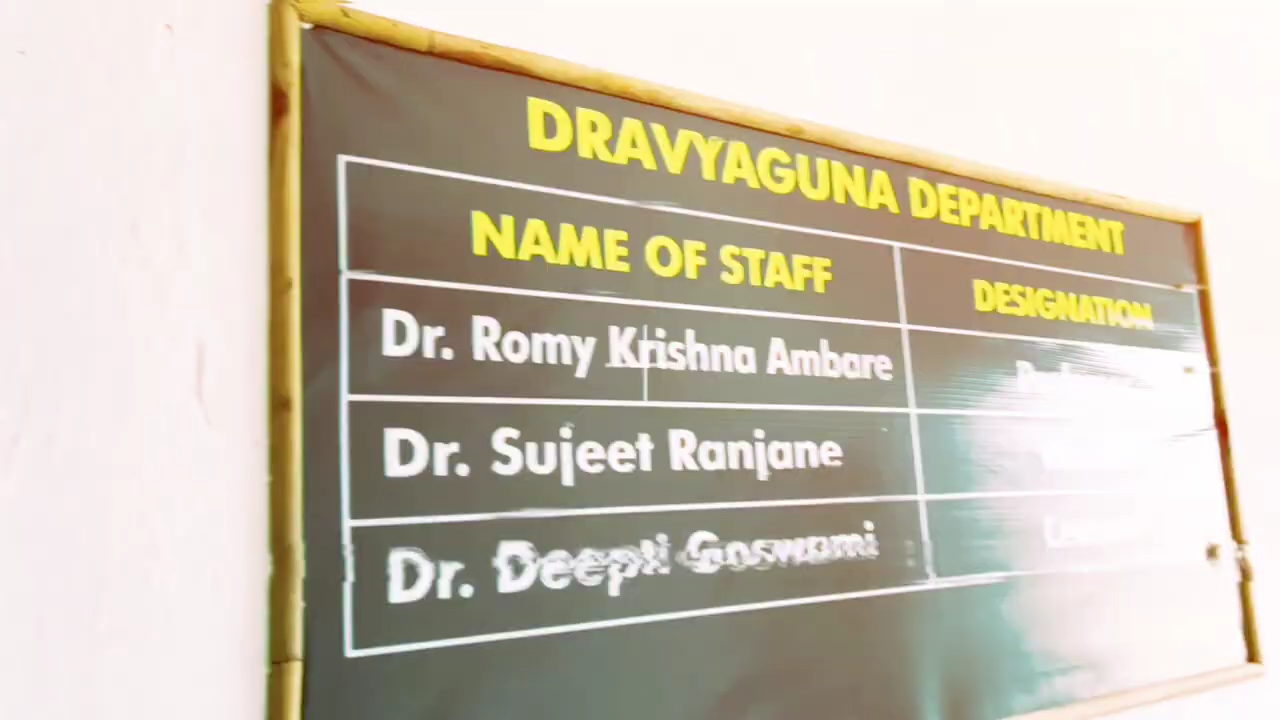 DRAVYAGUNA DEPARTMENT
NAME OF STAFF
DESIGNATION
Dr. Romy Krishna Ambare
Dr. Sujeet Ranjane
Dr. Deepti Goswami